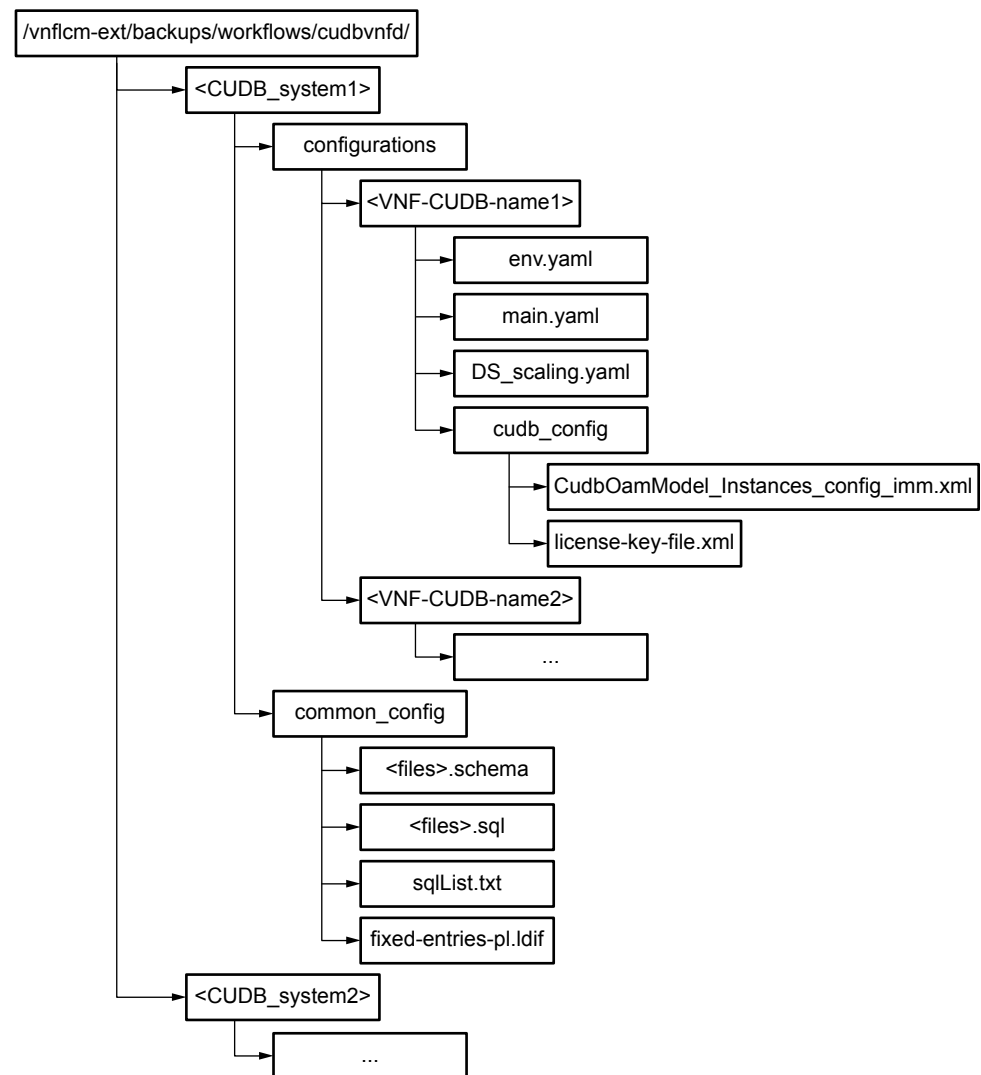 /vnflcm-ext/backups/workflows/cudbvnfd/
<CUDB_system1>
configurations
<VNF-CUDB-name1>
env.yaml
main.yaml
DS_scaling.yaml
cudb_config
CudbOamModel_Instances_config_imm.xml
license-key-file.xml
<VNF-CUDB-name2>
...
common_config
<files>.schema
<files>.sql
sqlList.txt
fixed-entries-pl.ldif
<CUDB_system2>
...